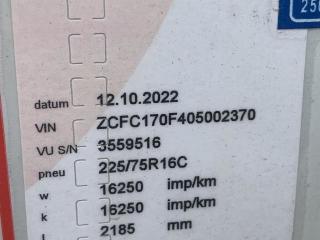 datum 12.10.2022
VIN ZCFC170F405002370
VU S/N 3559516
pneu 225/75R16C
w 16250 imp/km
k 16250 imp/km
l 2185 mm